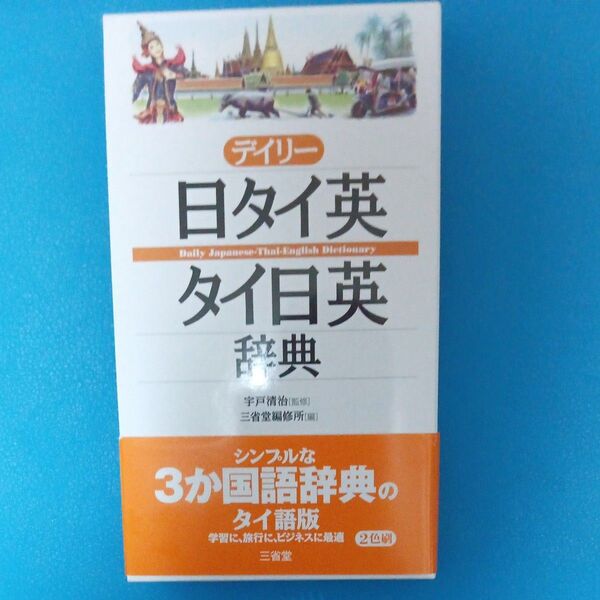 デイリー
日タイ英
Daily Japanese-Thai-English Dictionary
タイ日英
辞典
宇戸清治[監修]
三省堂編修所[編]
シンプルな
3か国語辞典の
タイ語版
学習に、旅行に、ビジネスに最適
2色刷
三省堂